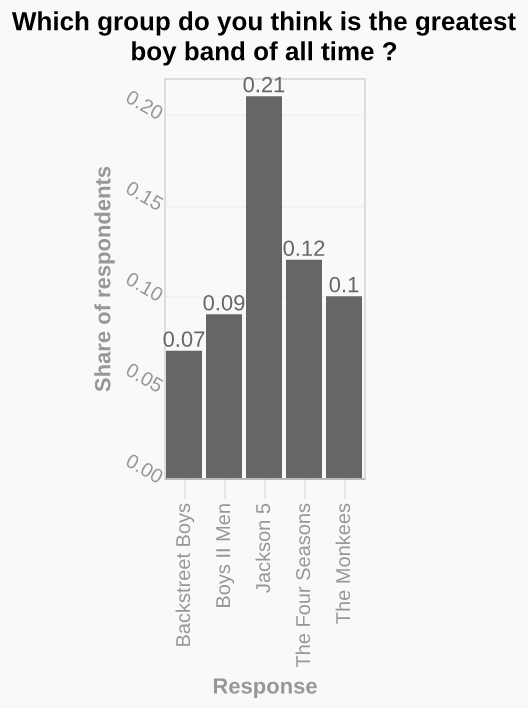 Which group do you think is the greatest
boy band of all time ?
Share of respondents
0.20
0.15
0.10
0.05
0.00
0.07
0.09
0.21
0.12
0.1
Backstreet Boys
Boys II Men
Jackson 5
The Four Seasons
The Monkees
Response